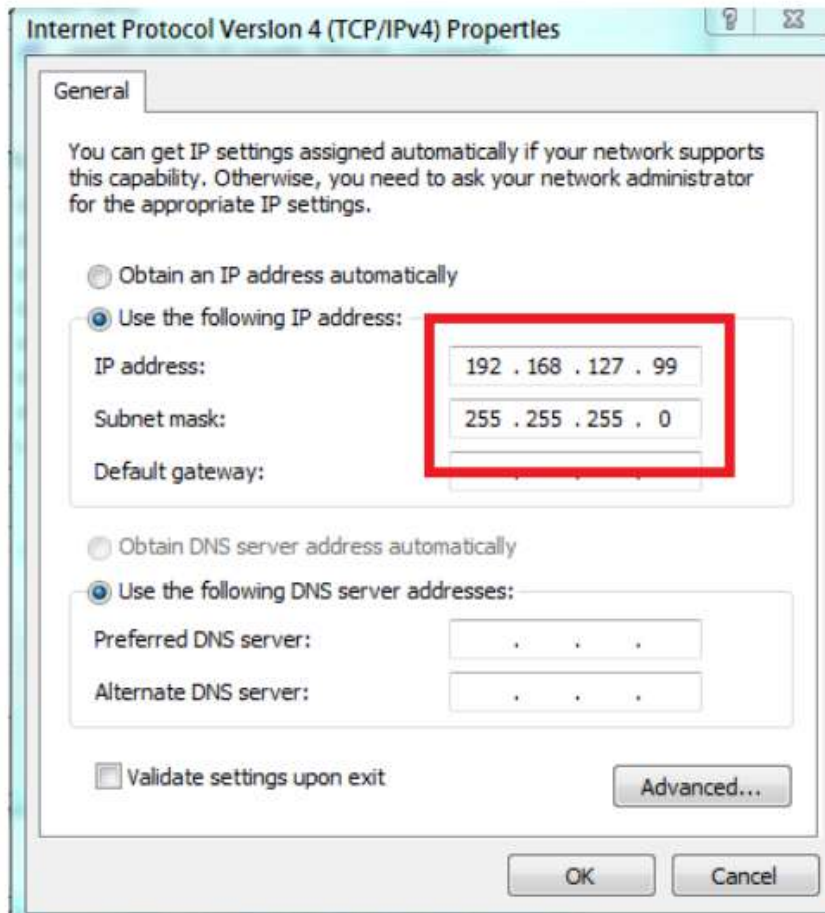 Internet Protocol Version 4 (TCP/IPv4) Properties
General
You can get IP settings assigned automatically if your network supports
this capability. Otherwise, you need to ask your network administrator
for the appropriate IP settings.
Obtain an IP address automatically
Use the following IP address:
IP address: 192 . 168 . 127 . 99
Subnet mask: 255 . 255 . 255 . 0
Default gateway: . . .
Obtain DNS server address automatically
Use the following DNS server addresses:
Preferred DNS server: . . .
Alternate DNS server: . . .
Validate settings upon exit
Advanced...
OK Cancel